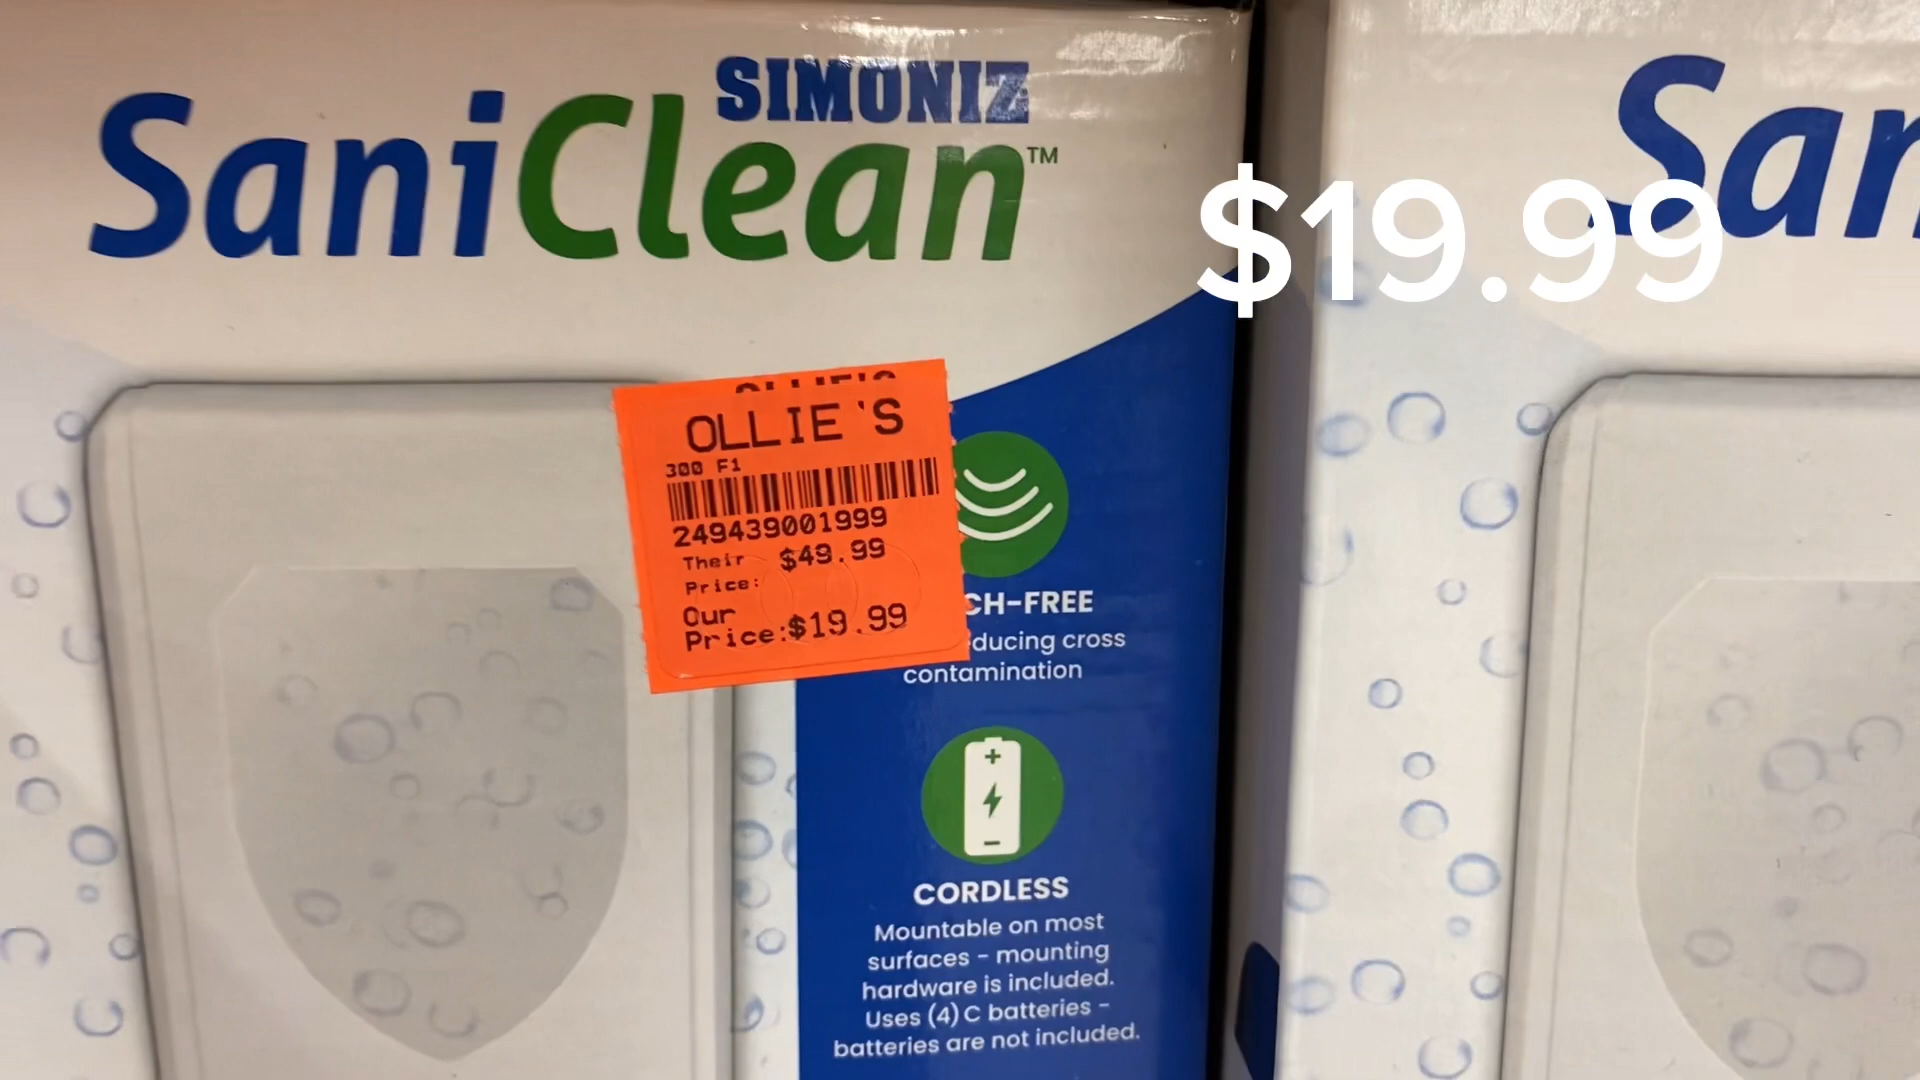 SIMONIZ
SaniClean™
$19.99
San
OLLIE'S
OLLIE'S
300 F1
249439001999
Their $49.99
Price:
Our
Price:$19.99
CH-FREE
ducing cross
contamination
CORDLESS
Mountable on most
surfaces - mounting
hardware is included.
Uses (4) C batteries -
batteries are not included.